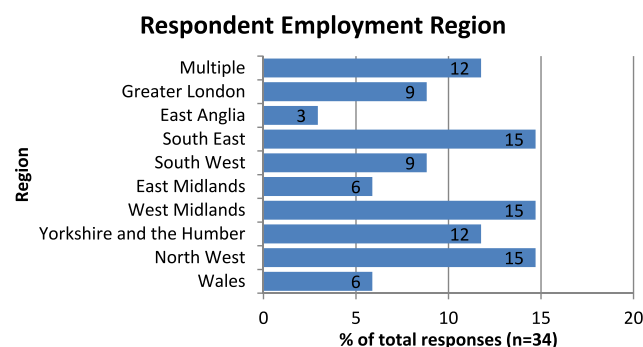 Respondent Employment Region
Multiple 12
Greater London 9
East Anglia 3
South East 15
South West 9
East Midlands 6
West Midlands 15
Yorkshire and the Humber 12
North West 15
Wales 6
Region
0 5 10 15 20
% of total responses (n=34)